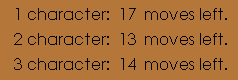 1 character: 17 moves left.
2 character: 13 moves left.
3 character: 14 moves left.